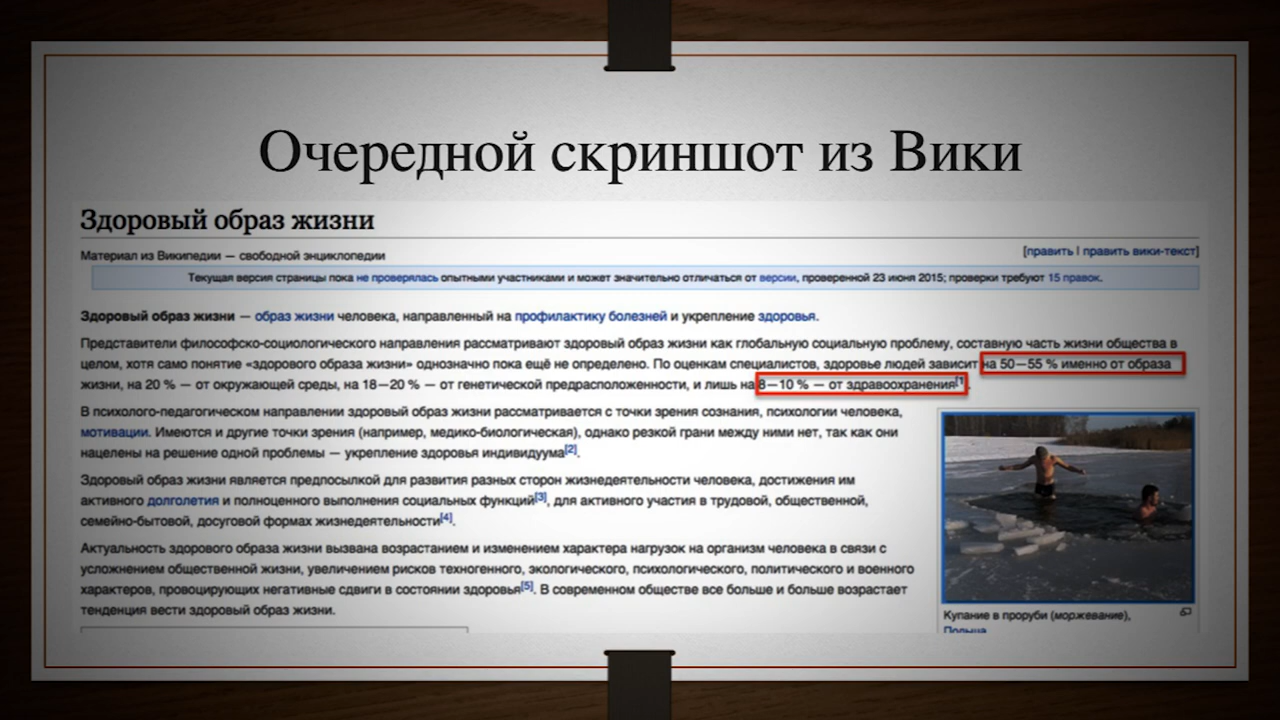 Очередной скриншот из Вики
Здоровый образ жизни
Материал из Википедии — свободной энциклопедии
[править | править вики-текст]
Текущая версия страницы пока не проверялась опытными участниками и может значительно отличаться от версии, проверенной 23 июня 2015; проверки требуют 15 правок.
Здоровый образ жизни — образ жизни человека, направленный на профилактику болезней и укрепление здоровья.
Представители философско-социологического направления рассматривают здоровый образ жизни как глобальную социальную проблему, составную часть жизни общества в
целом, хотя само понятие «здорового образа жизни» однозначно пока ещё не определено. По оценкам специалистов, здоровье людей зависит на 50—55 % именно от образа
жизни, на 20 % — от окружающей среды, на 18—20 % — от генетической предрасположенности, и лишь на 8—10 % — от здравоохранения[1].
В психолого-педагогическом направлении здоровый образ жизни рассматривается с точки зрения сознания, психологии человека,
мотивации. Имеются и другие точки зрения (например, медико-биологическая), однако резкой грани между ними нет, так как они
нацелены на решение одной проблемы — укрепление здоровья индивидуума[2].
Здоровый образ жизни является предпосылкой для развития разных сторон жизнедеятельности человека, достижения им
активного долголетия и полноценного выполнения социальных функций[3], для активного участия в трудовой, общественной,
семейно-бытовой, досуговой формах жизнедеятельности[4].
Актуальность здорового образа жизни вызвана возрастанием и изменением характера нагрузок на организм человека в связи с
усложнением общественной жизни, увеличением рисков техногенного, экологического, психологического, политического и военного
характеров, провоцирующих негативные сдвиги в состоянии здоровья[5]. В современном обществе все больше и больше возрастает
тенденция вести здоровый образ жизни.
Купание в проруби (моржевание),
Польша